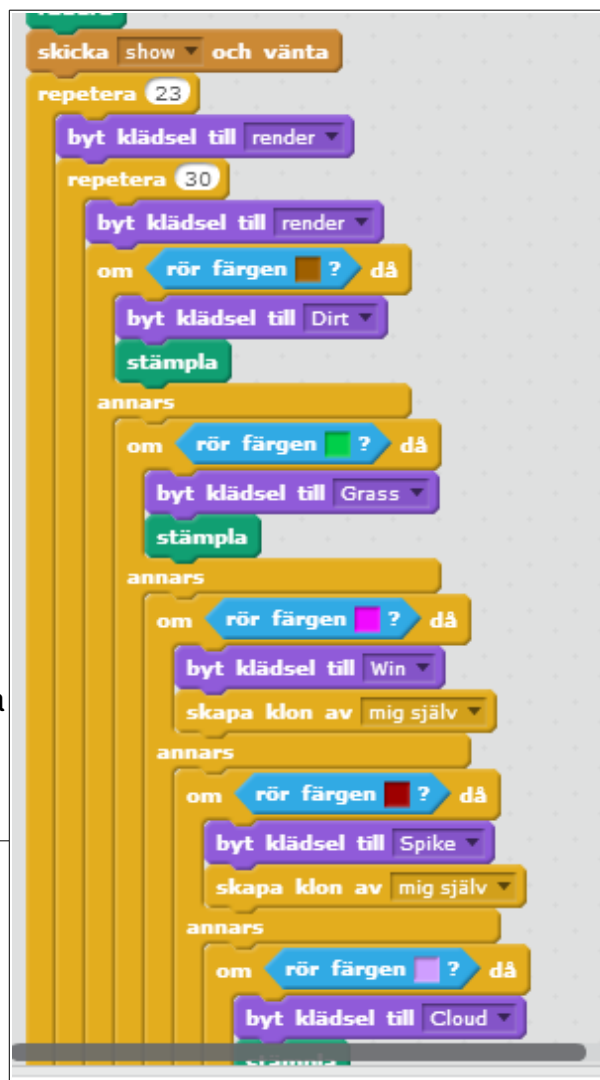 skicka show och vänta
repetera 23
byt klädsel till render
repetera 30
byt klädsel till render
om rör färgen ? då
byt klädsel till Dirt
stämpla
annars
om rör färgen ? då
byt klädsel till Grass
stämpla
annars
om rör färgen ? då
byt klädsel till Win
skapa klon av mig själv
annars
om rör färgen ? då
byt klädsel till Spike
skapa klon av mig själv
annars
om rör färgen ? då
byt klädsel till Cloud